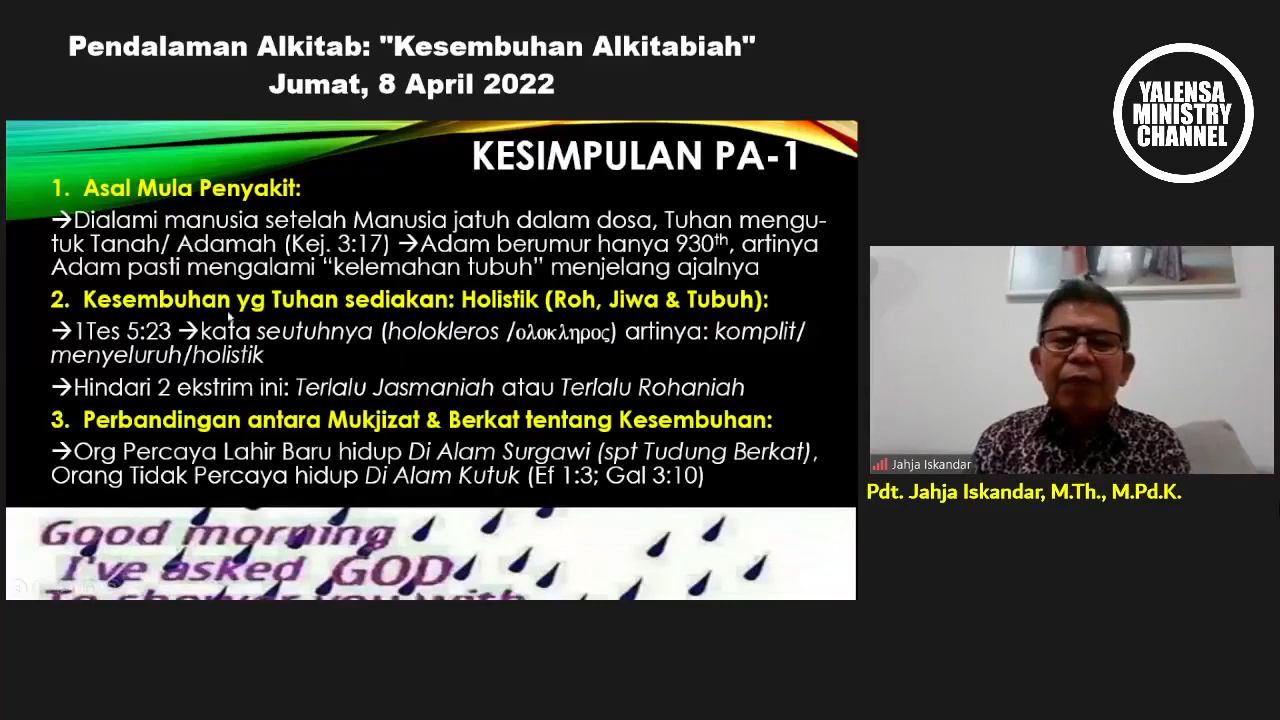 Pendalaman Alkitab: "Kesembuhan Alkitabiah"
Jumat, 8 April 2022
YALENSA
MINISTRY
CHANNEL
KESIMPULAN PA-1
1. Asal Mula Penyakit:
→Dialami manusia setelah Manusia jatuh dalam dosa, Tuhan mengu-
tuk Tanah/ Adamah (Kej. 3:17) →Adam berumur hanya 930th, artinya
Adam pasti mengalami “kelemahan tubuh” menjelang ajalnya
2. Kesembuhan yg Tuhan sediakan: Holistik (Roh, Jiwa & Tubuh):
→1Tes 5:23 →kata seutuhnya (holokleros /ολοκληρος) artinya: komplit/
menyeluruh/holistik
→Hindari 2 ekstrim ini: Terlalu Jasmaniah atau Terlalu Rohaniah
3. Perbandingan antara Mukjizat & Berkat tentang Kesembuhan:
→Org Percaya Lahir Baru hidup Di Alam Surgawi (spt Tudung Berkat),
Orang Tidak Percaya hidup Di Alam Kutuk (Ef 1:3; Gal 3:10)
Good morning
I've asked GOD
To shower you with
Jahja Iskandar
Pdt. Jahja Iskandar, M.Th., M.Pd.K.